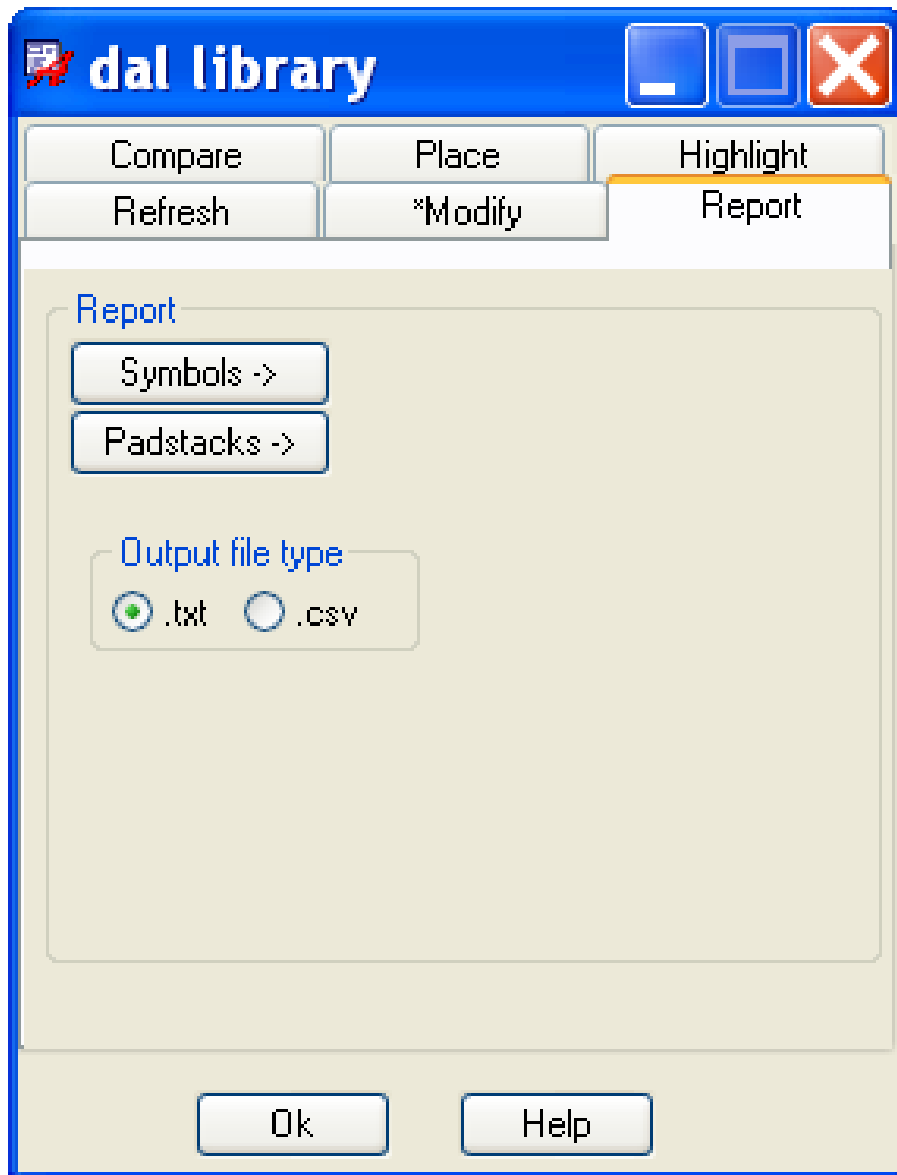 dal library
Compare Place Highlight
Refresh *Modify Report
Report
Symbols ->
Padstacks ->
Output file type
.txt .csv
Ok Help